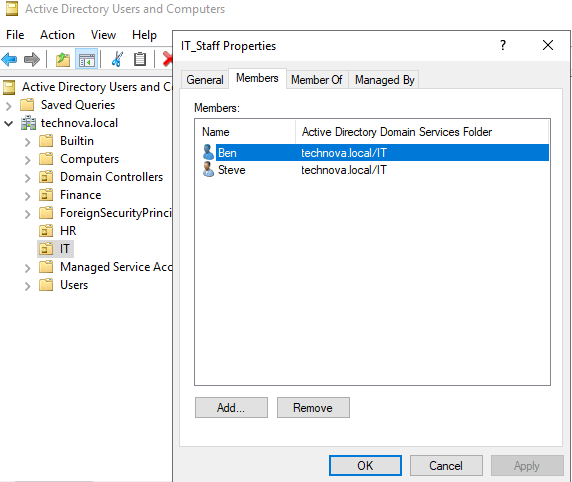 Active Directory Users and Computers
File Action View Help
Active Directory Users and Co
Saved Queries
technova.local
Builtin
Computers
Domain Controllers
Finance
ForeignSecurityPrinci
HR
IT
Managed Service Acc
Users
IT_Staff Properties
? ×
General Members Member Of Managed By
Members:
Name Active Directory Domain Services Folder
Ben technova.local/IT
Steve technova.local/IT
Add... Remove
OK Cancel Apply